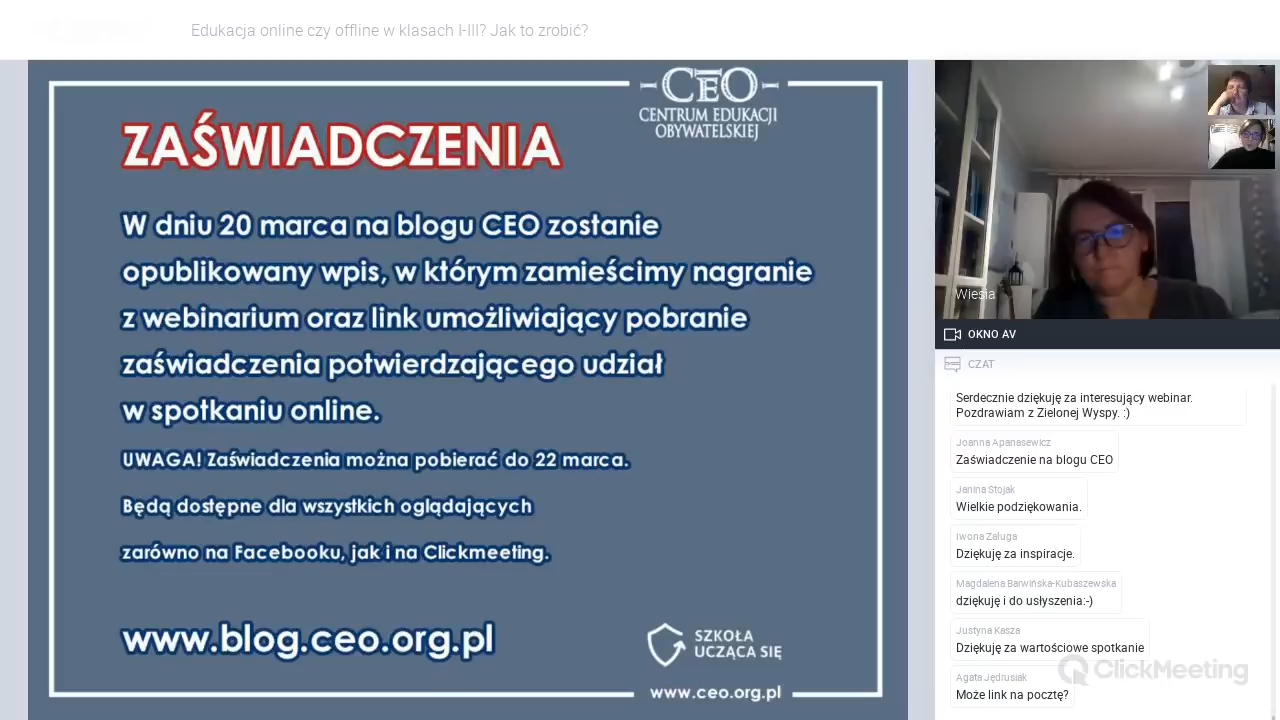 Edukacja online czy offline w klasach I-III? Jak to zrobić?
CEO
CENTRUM EDUKACJI
OBYWATELSKIEJ
ZAŚWIADCZENIA
W dniu 20 marca na blogu CEO zostanie
opublikowany wpis, w którym zamieścimy nagranie
z webinarium oraz link umożliwiający pobranie
zaświadczenia potwierdzającego udział
w spotkaniu online.
UWAGA! Zaświadczenia można pobierać do 22 marca.
Będą dostępne dla wszystkich oglądających
zarówno na Facebooku, jak i na Clickmeeting.
www.blog.ceo.org.pl
SZKOŁA
UCZĄCA SIĘ
www.ceo.org.pl
Wiesia
OKNO AV
CZAT
Serdecznie dziękuję za interesujący webinar.
Pozdrawiam z Zielonej Wyspy. :)
Joanna Apanasewicz
Zaświadczenie na blogu CEO
Janina Stojak
Wielkie podziękowania.
Iwona Zaluga
Dziękuję za inspiracje.
Magdalena Barwińska-Kubaszewska
dziękuję i do usłyszenia:-)
Justyna Kasza
Dziękuję za wartościowe spotkanie
Agata Jędrusiak
Może link na pocztę?
ClickMeeting